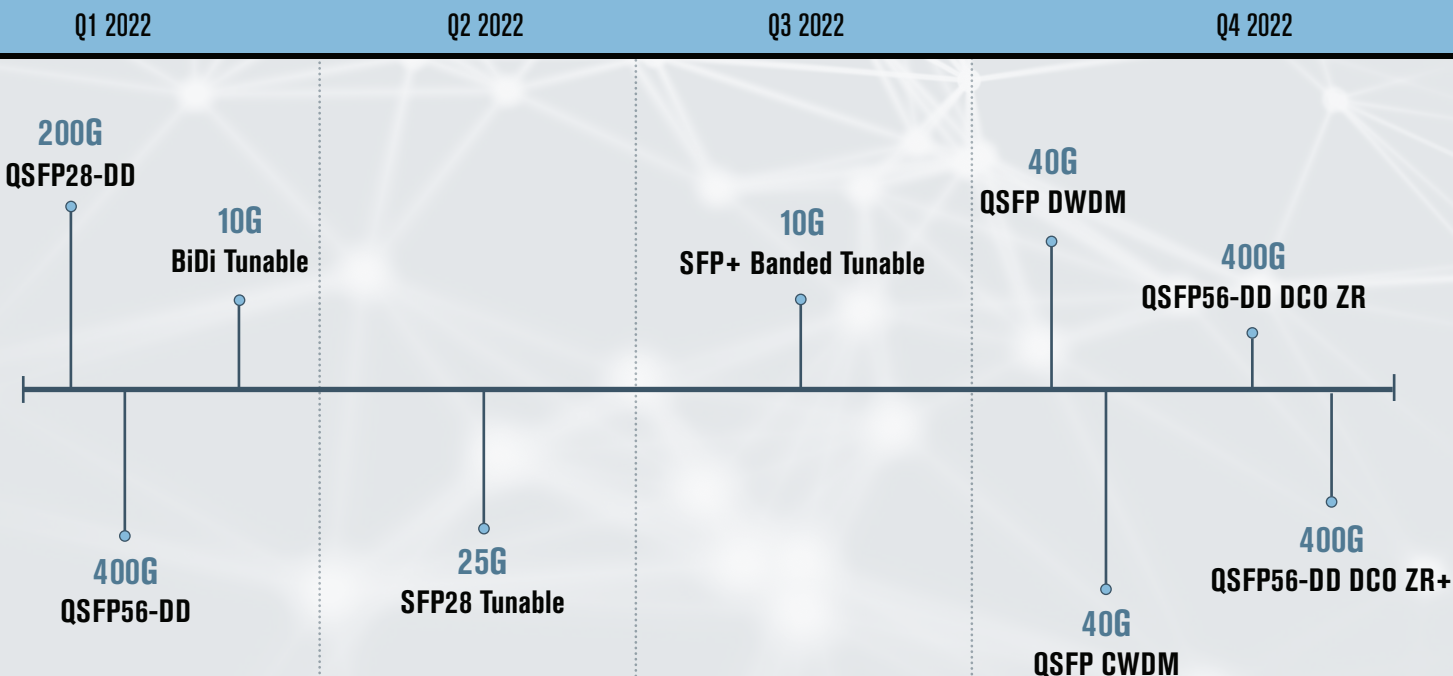 Q1 2022
Q2 2022
Q3 2022
Q4 2022
200G
QSFP28-DD
10G
BiDi Tunable
10G
SFP+ Banded Tunable
40G
QSFP DWDM
400G
QSFP56-DD DCO ZR
400G
QSFP56-DD
25G
SFP28 Tunable
40G
QSFP CWDM
400G
QSFP56-DD DCO ZR+